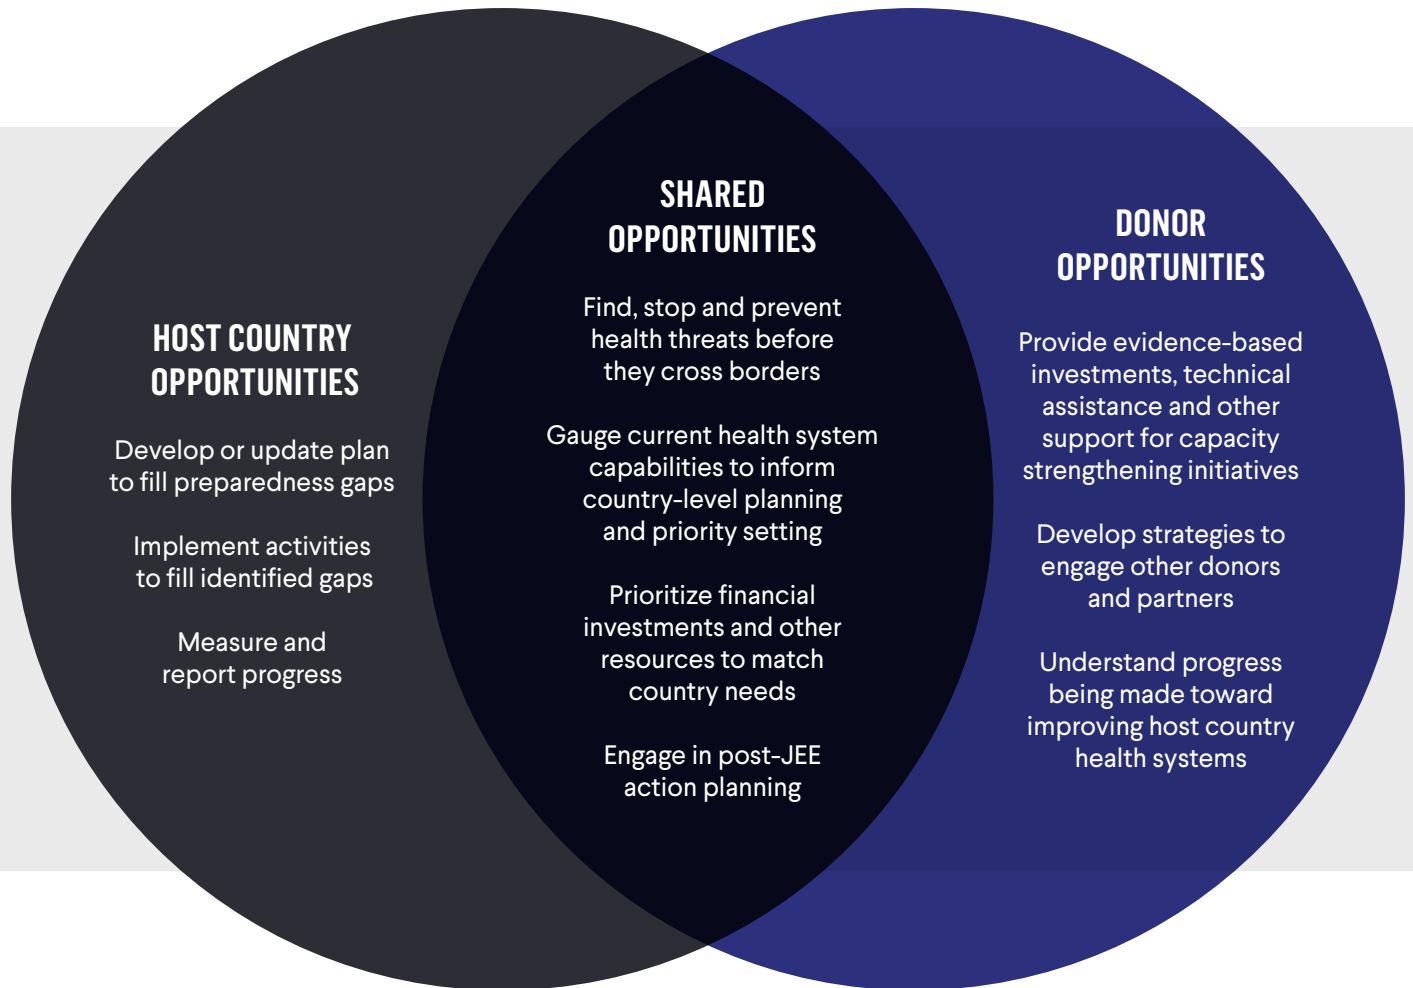 HOST COUNTRY
OPPORTUNITIES
Develop or update plan
to fill preparedness gaps
Implement activities
to fill identified gaps
Measure and
report progress
SHARED
OPPORTUNITIES
Find, stop and prevent
health threats before
they cross borders
Gauge current health system
capabilities to inform
country-level planning
and priority setting
Prioritize financial
investments and other
resources to match
country needs
Engage in post-JEE
action planning
DONOR
OPPORTUNITIES
Provide evidence-based
investments, technical
assistance and other
support for capacity
strengthening initiatives
Develop strategies to
engage other donors
and partners
Understand progress
being made toward
improving host country
health systems